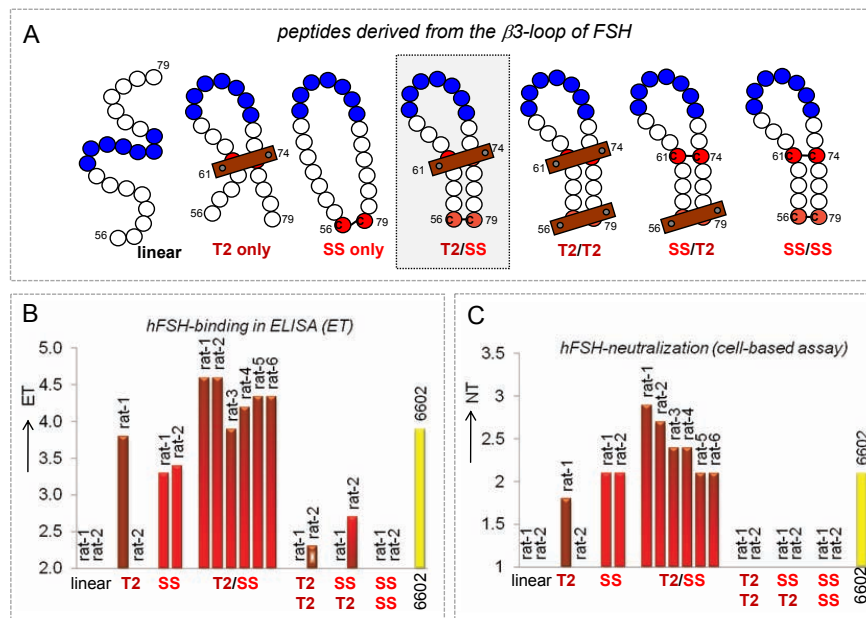 A
peptides derived from the β3-loop of FSH
79
56
linear
61
74
56
79
T2 only
56
C
C
79
SS only
61
74
56
C
C
79
T2/SS
61
74
56
79
T2/T2
61
C
C
74
56
79
SS/T2
61
C
C
74
56
C
C
79
SS/SS
B
hFSH-binding in ELISA (ET)
ET
5.0
4.5
4.0
3.5
3.0
2.5
2.0
rat-1
rat-2
rat-1
rat-2
rat-1
rat-2
rat-1
rat-2
rat-3
rat-4
rat-5
rat-6
rat-1
rat-2
rat-1
rat-2
rat-1
rat-2
6602
linear
T2
SS
T2/SS
T2
T2
SS
T2
SS
SS
6602
C
hFSH-neutralization (cell-based assay)
NT
3.5
3
2.5
2
1.5
1
rat-1
rat-2
rat-1
rat-2
rat-1
rat-2
rat-1
rat-2
rat-3
rat-4
rat-5
rat-6
rat-1
rat-2
rat-1
rat-2
rat-1
rat-2
6602
linear
T2
SS
T2/SS
T2
T2
SS
T2
SS
SS
6602